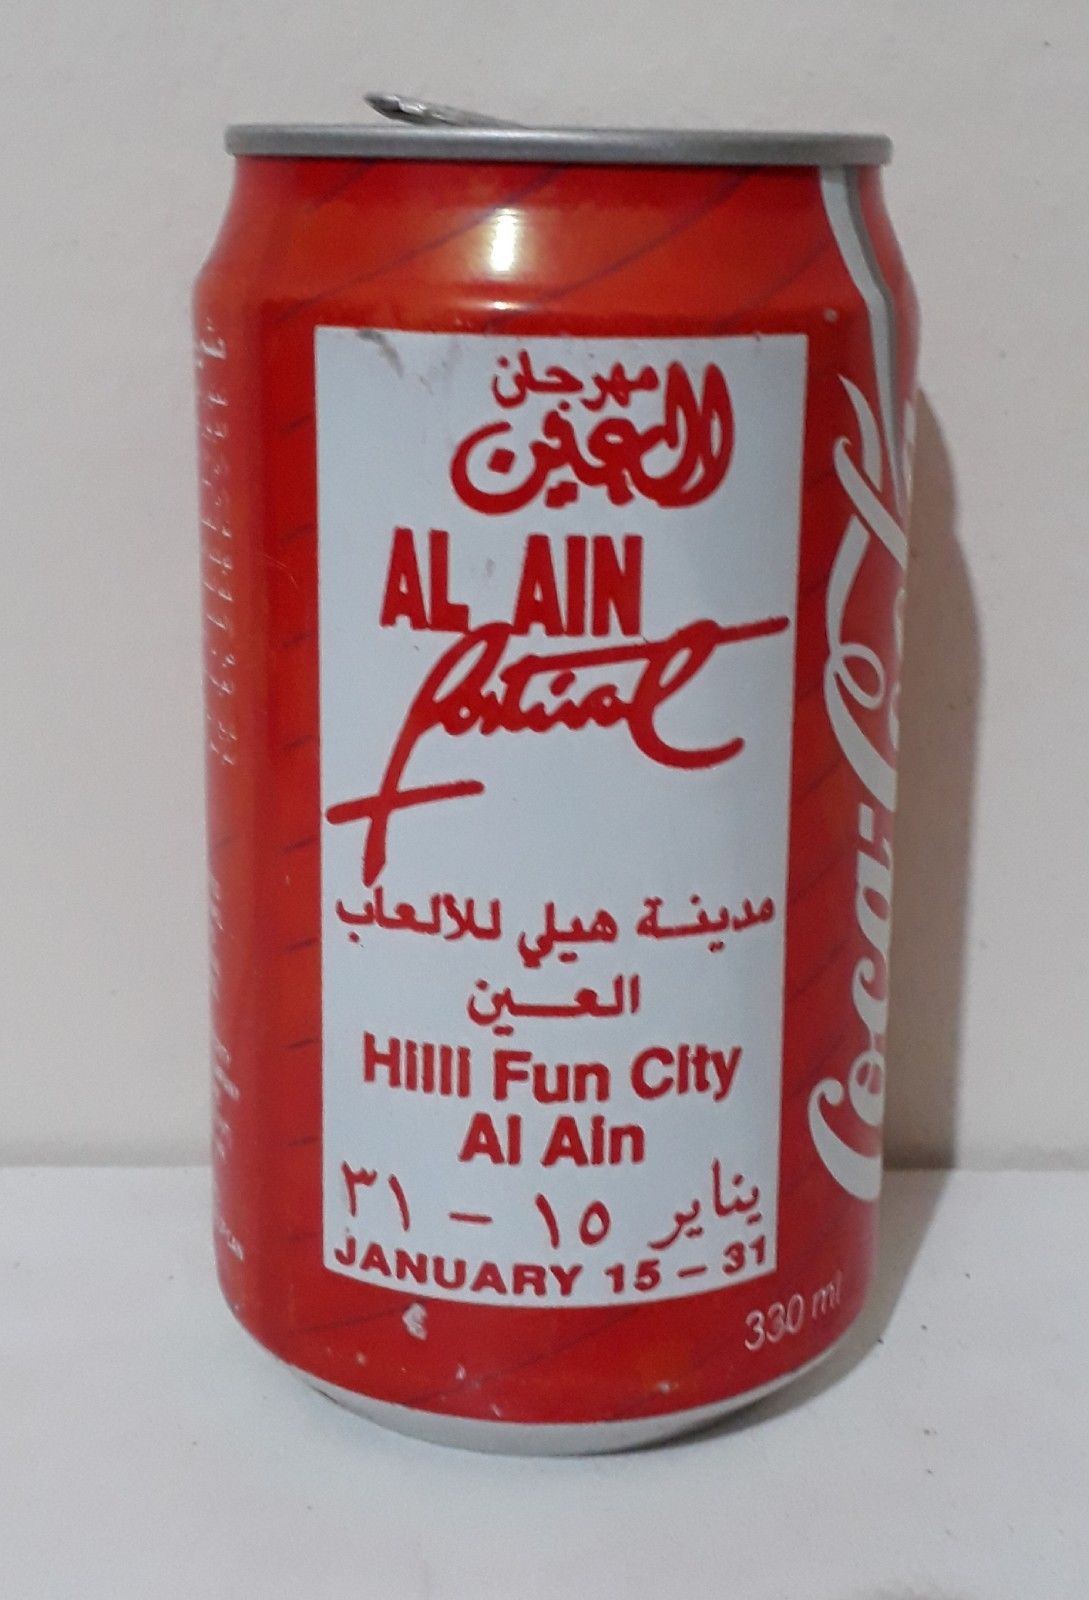 مهرجان
العين
AL AIN
festival
مدينة هيلي للألعاب
العين
Hilli Fun City
Al Ain
يناير ١٥ – ٣١
JANUARY 15 – 31
330 ml
Coca-Cola